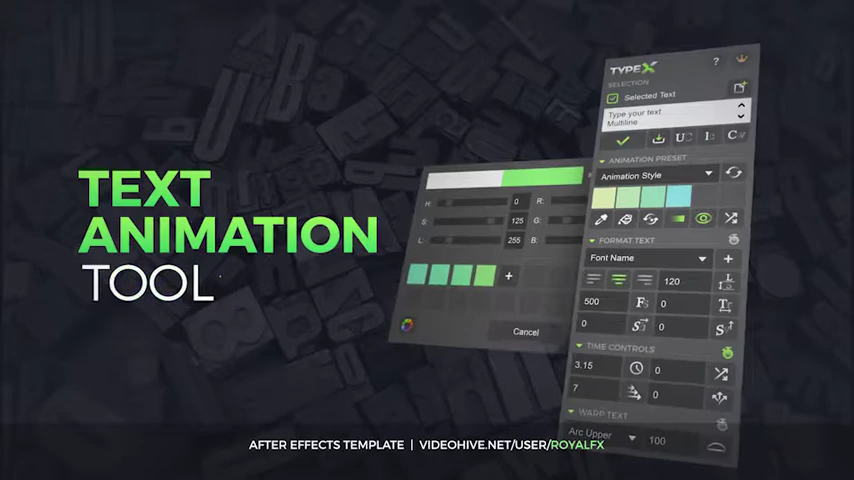 TEXT
ANIMATION
TOOL
TYPEX
?
SELECTION
Selected Text
Type your text
Multiline
ANIMATION PRESET
Animation Style
FORMAT TEXT
Font Name
+
120
500
0
0
0
TIME CONTROLS
3.15
0
7
0
WARP TEXT
Arc Upper
100
H:
0
R:
S:
125
G:
L:
255
B:
+
Cancel
AFTER EFFECTS TEMPLATE | VIDEOHIVE.NET/USER/ROYALFX